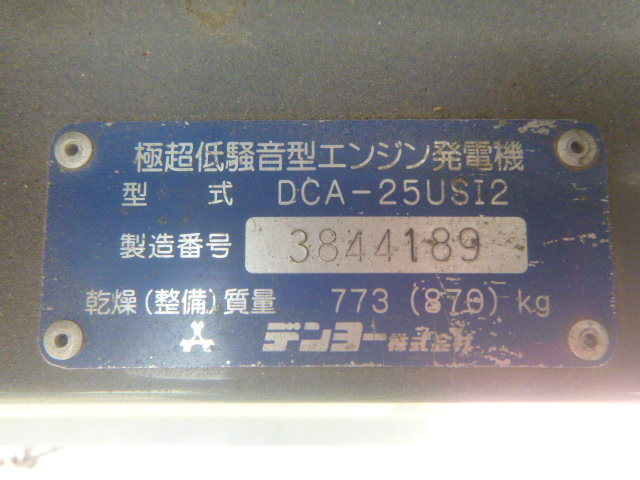 極超低騒音型エンジン発電機
型 式 DCA-25USI2
製造番号 3844189
乾燥(整備)質量 773 (870) kg
デンヨー株式会社